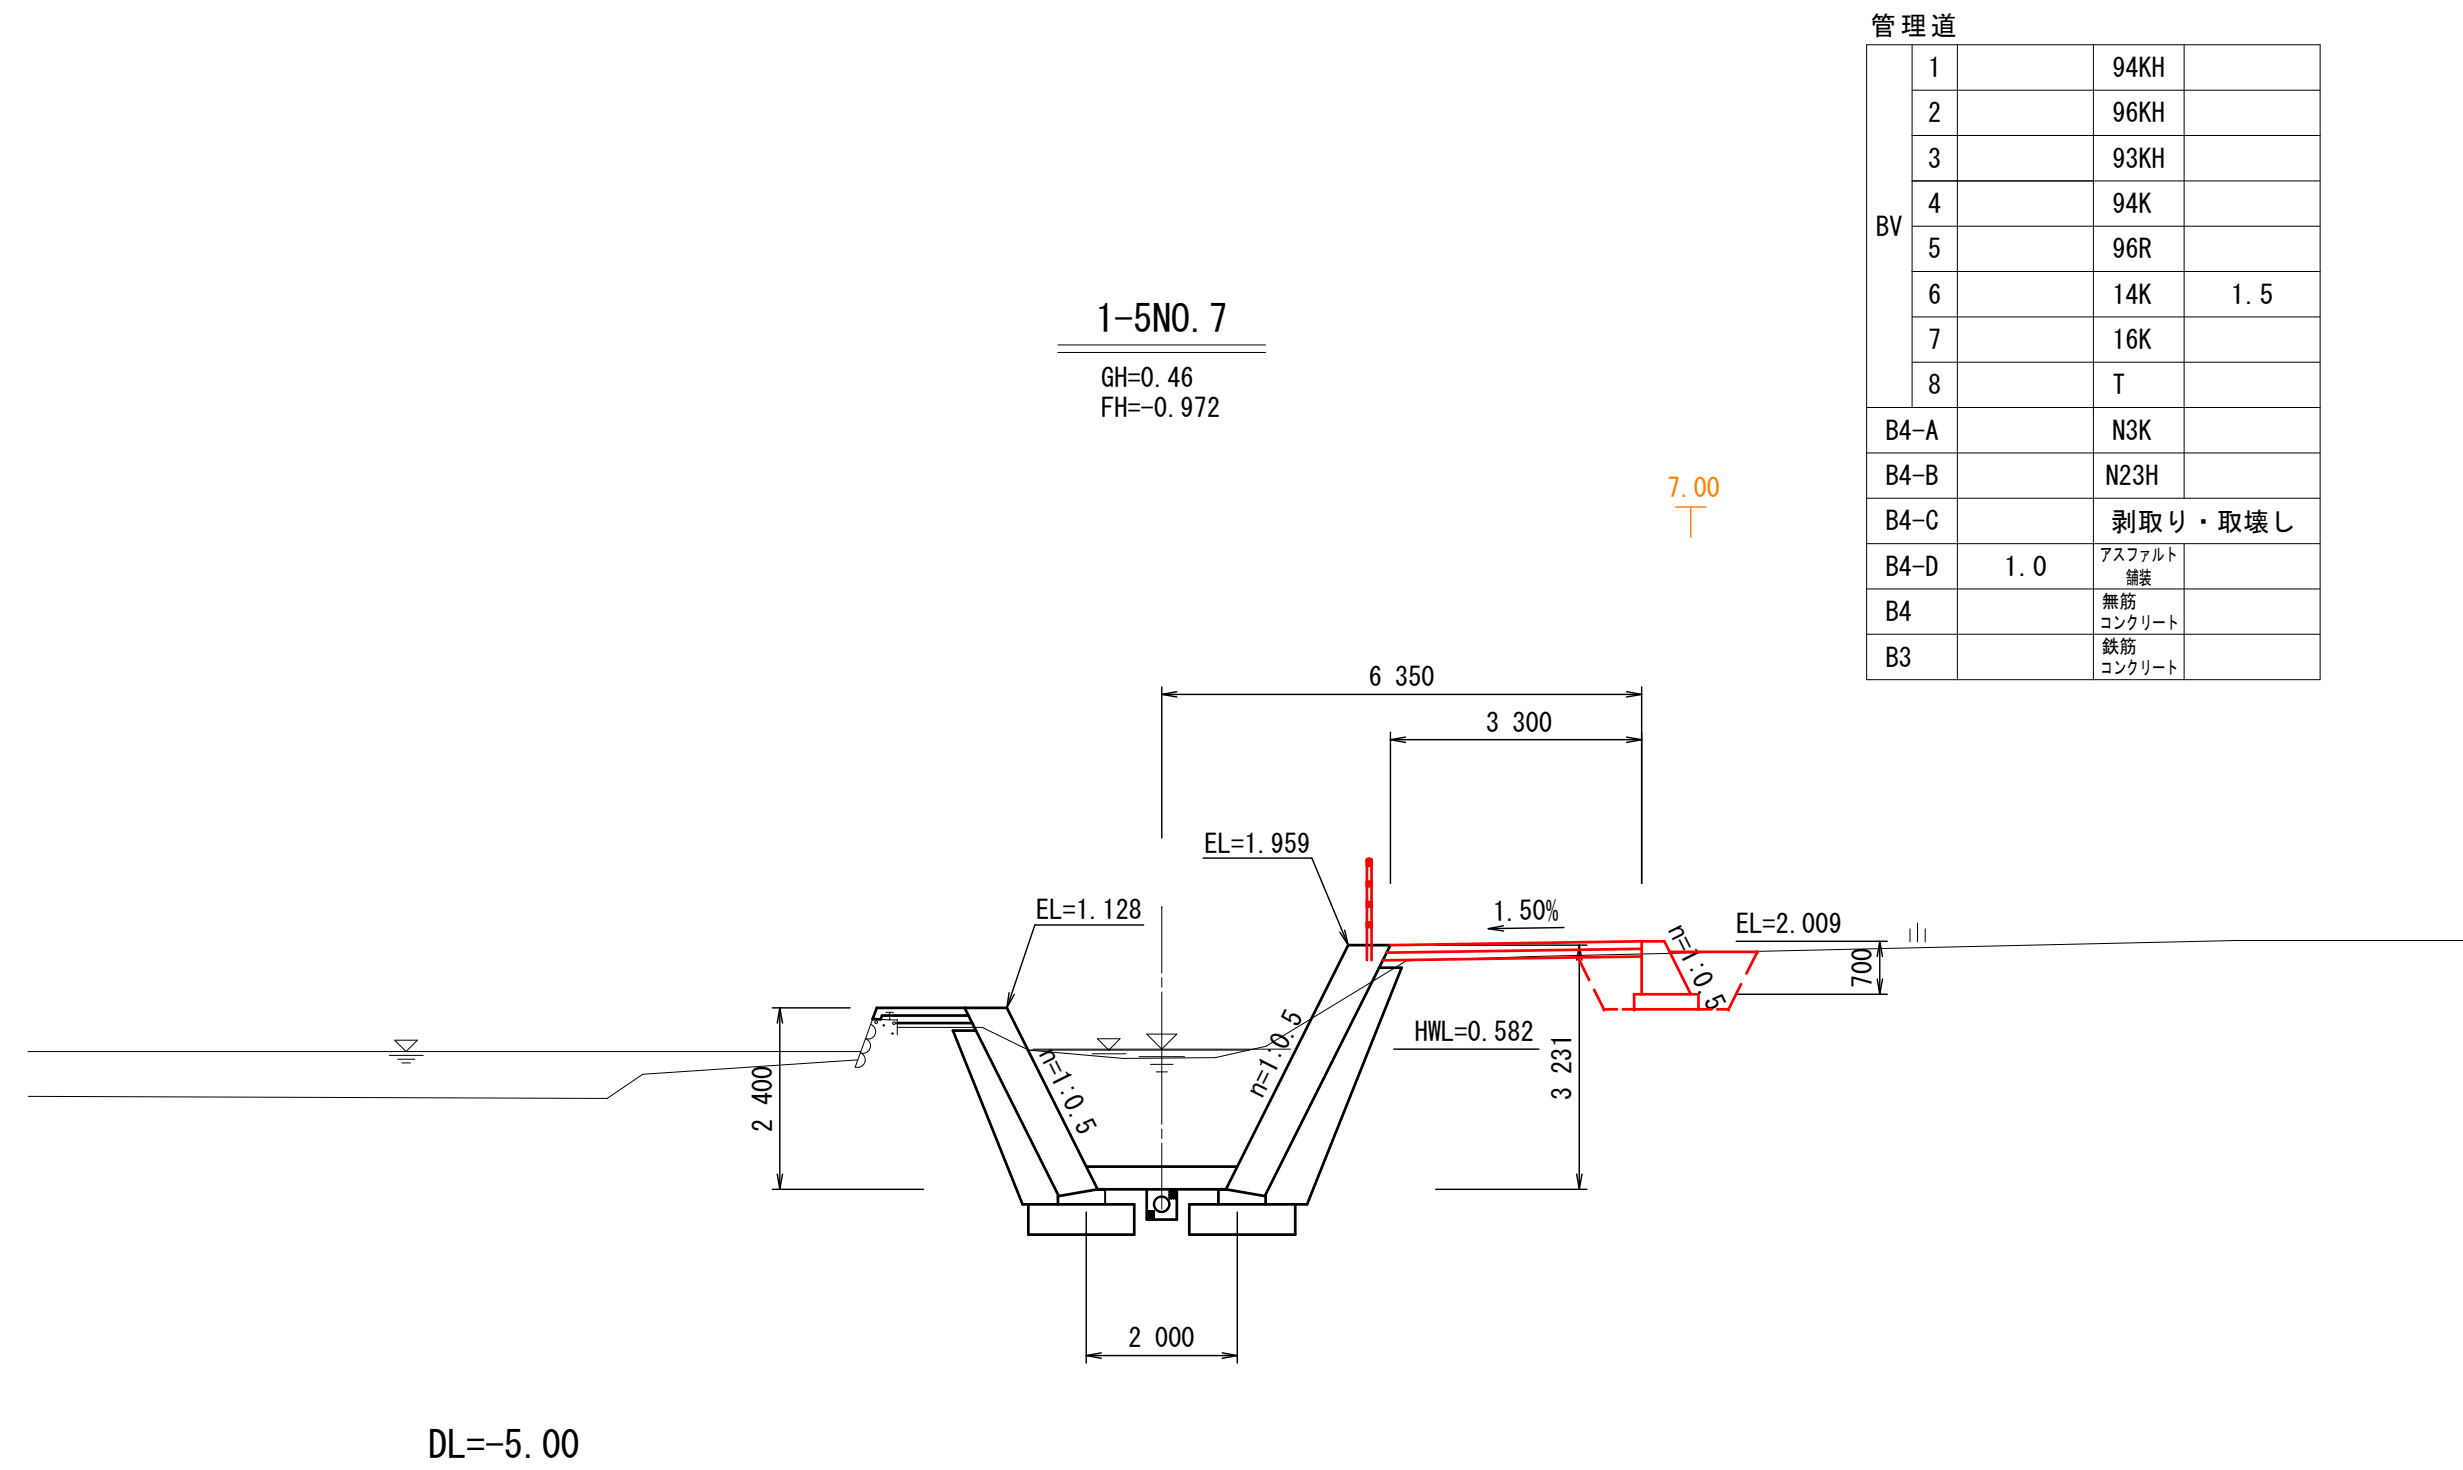 管理道
BV
1 94KH
2 96KH
3 93KH
4 94K
5 96R
6 14K 1.5
7 16K
8 T
B4-A N3K
B4-B N23H
B4-C 剥取り・取壊し
B4-D 1.0 アスファルト
舗装
B4 無筋
コンクリート
B3 鉄筋
コンクリート
1-5NO.7
GH=0.46
FH=-0.972
7.00
6 350
3 300
EL=1.959
EL=1.128
1.50%
EL=2.009
n=1:0.5
700
HWL=0.582
n=1:0.5
n=1:0.5
2 400
3 231
2 000
DL=-5.00